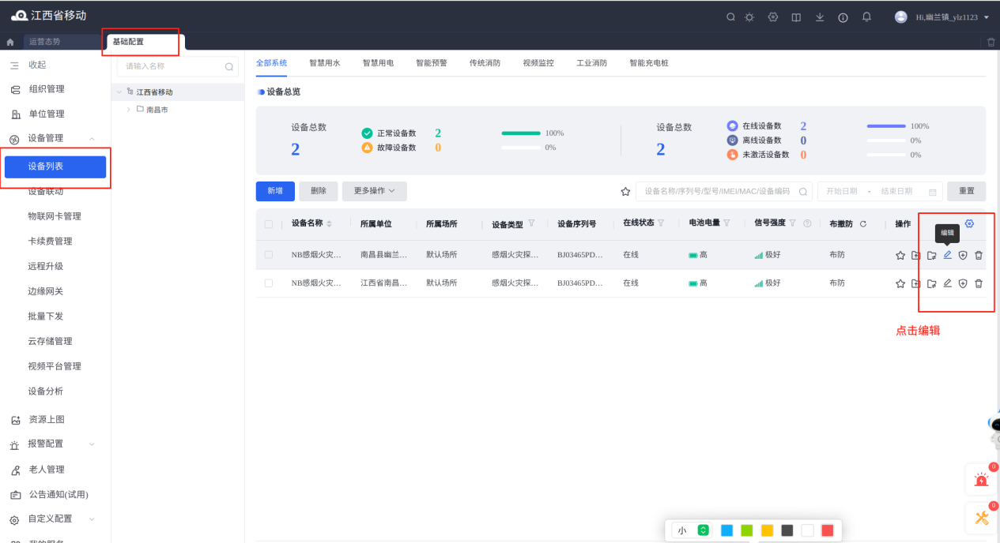 江西省移动
Hi,幽兰镇_ylz1123
运营态势
基础配置
收起
组织管理
单位管理
设备管理
设备列表
设备联动
物联网卡管理
卡续费管理
远程升级
边缘网关
批量下发
云存储管理
视频平台管理
设备分析
资源上图
报警配置
老人管理
公告通知(试用)
自定义配置
我的服务
请输入名称
江西省移动
南昌市
全部系统 智慧用水 智慧用电 智能预警 传统消防 视频监控 工业消防 智能充电桩
设备总览
设备总数
2
正常设备数 2 100%
故障设备数 0 0%
设备总数
2
在线设备数 2 100%
离线设备数 0 0%
未激活设备数 0 0%
新增 删除 更多操作 设备名称/序列号/型号/IMEI/MAC/设备编码 开始日期 - 结束日期 重置
设备名称 所属单位 所属场所 设备类型 设备序列号 在线状态 电池电量 信号强度 布撤防 操作
编辑
NB感烟火灾... 南昌县幽兰... 默认场所 感烟火灾探... BJ03465PD... 在线 高 极好 布防
NB感烟火灾... 江西省南昌... 默认场所 感烟火灾探... BJ03465PD... 在线 高 极好 布防
点击编辑
0
0
小